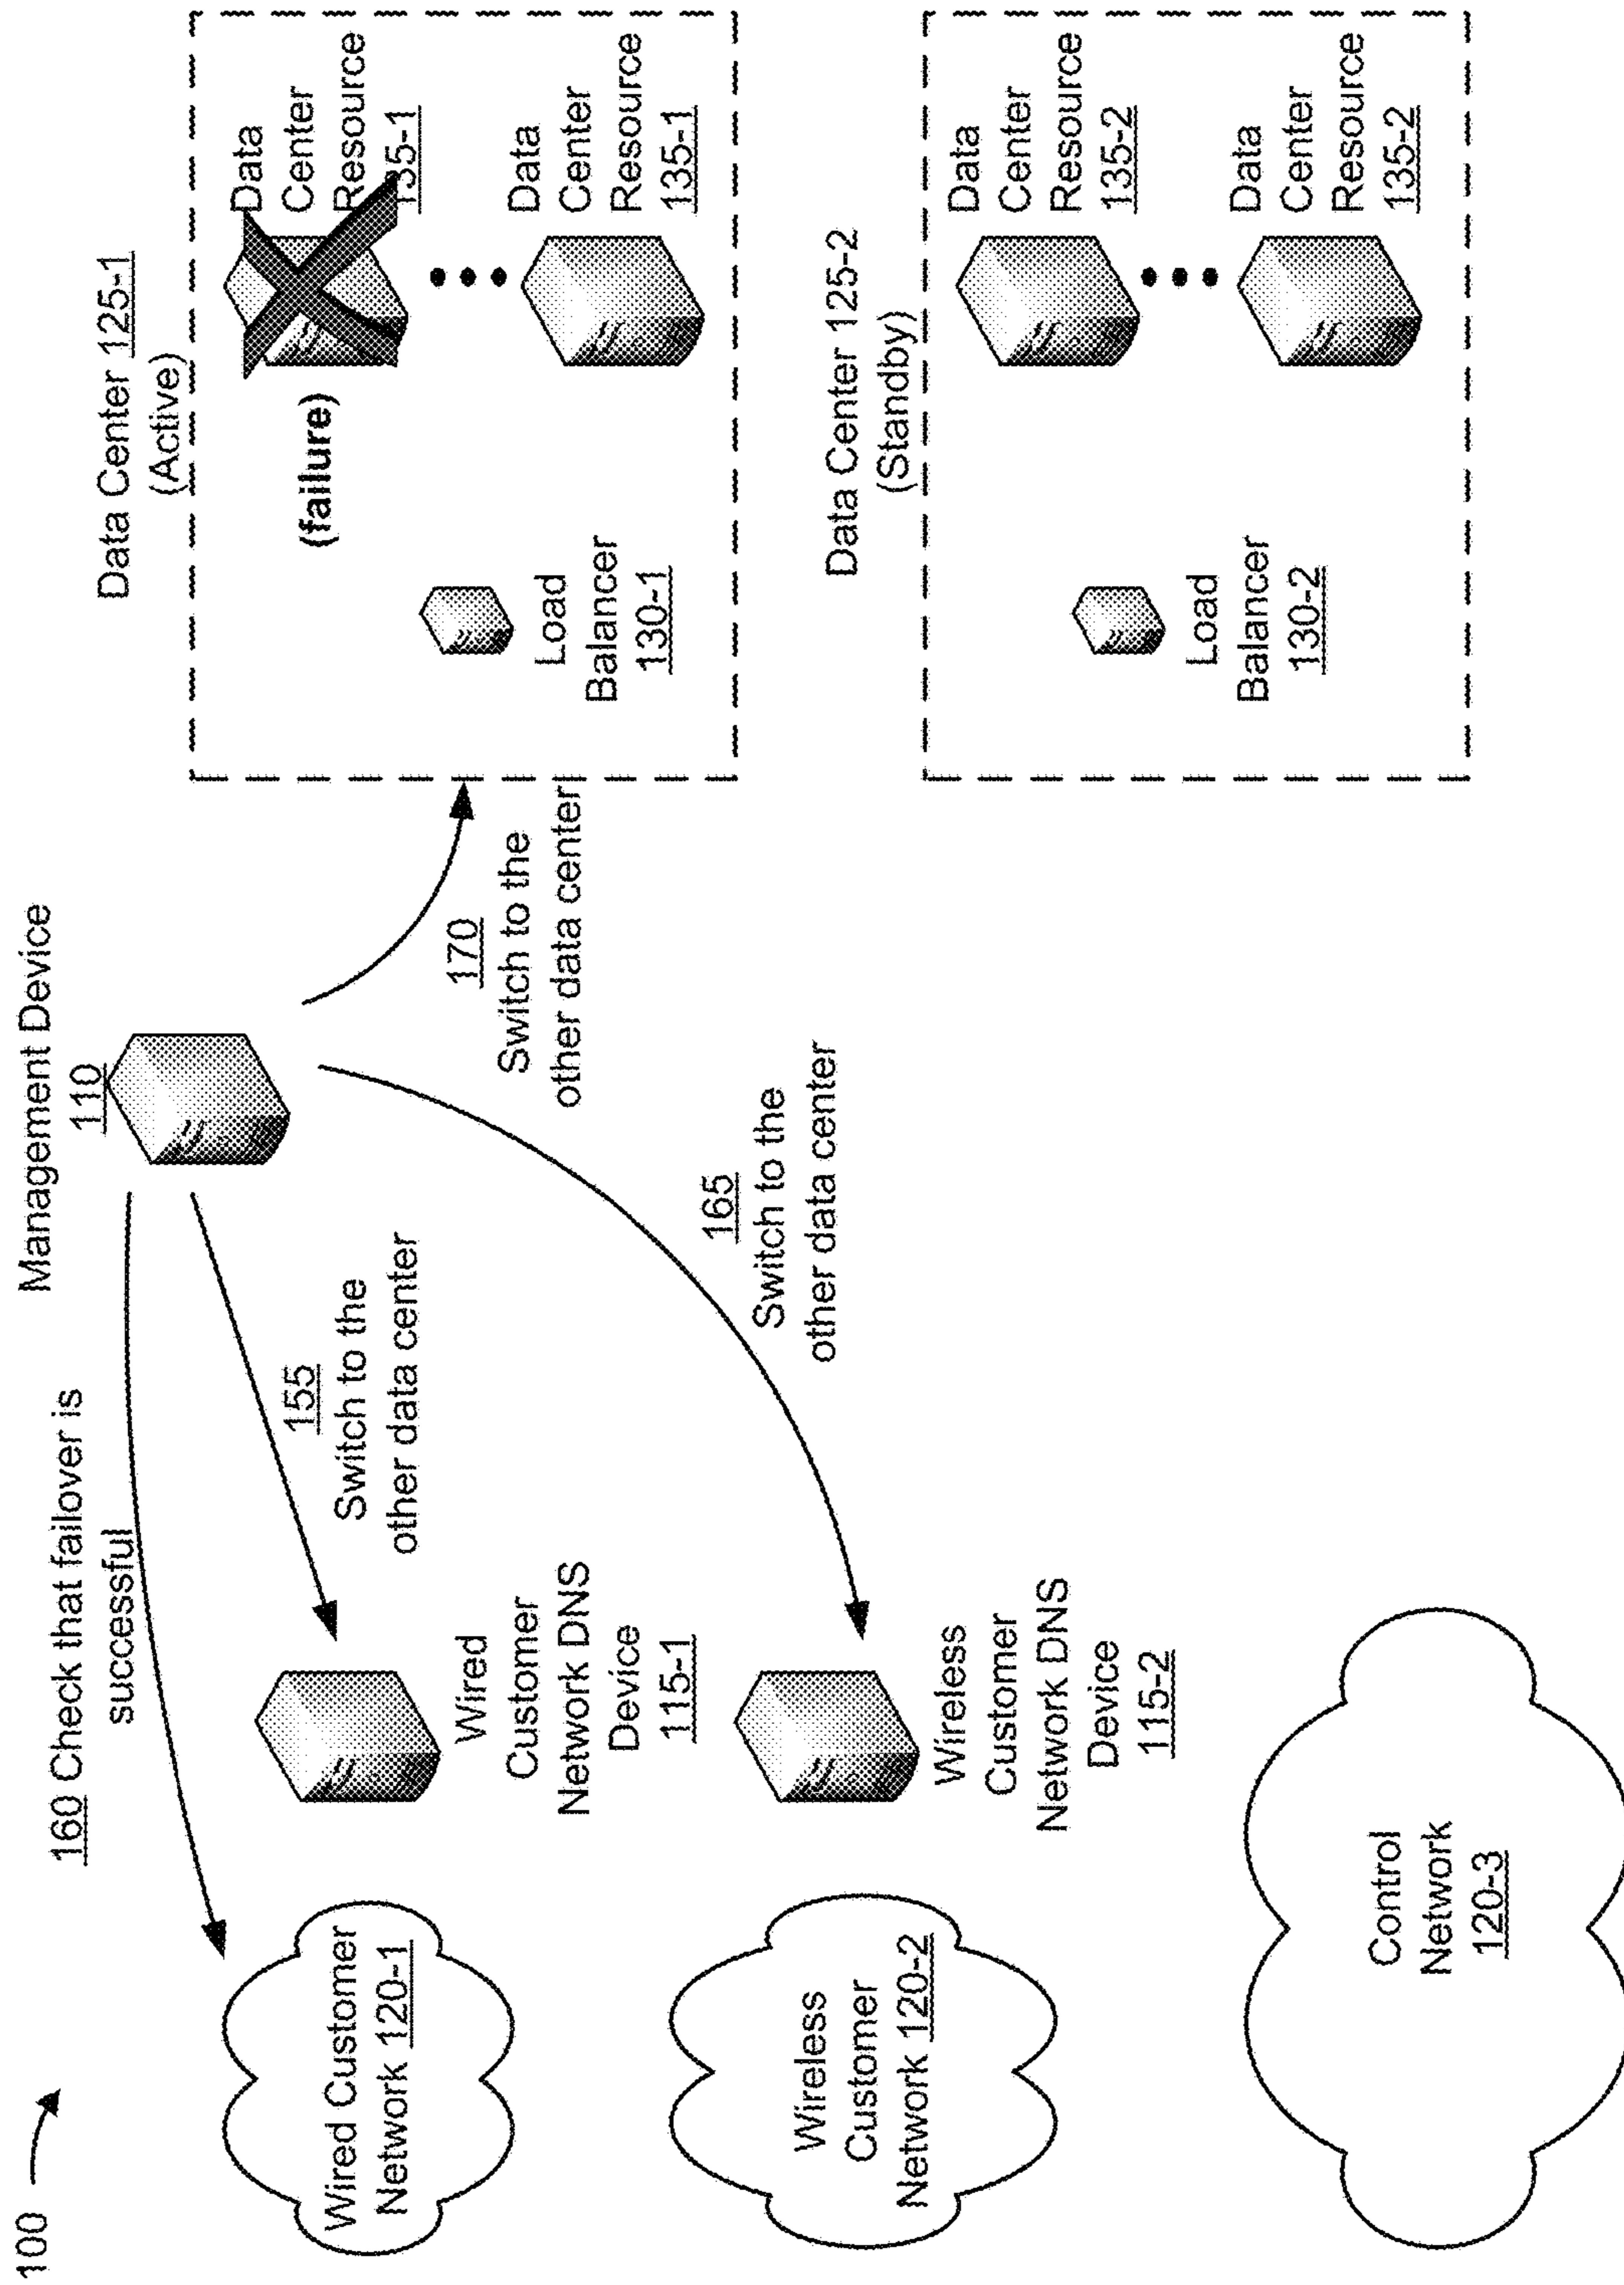 100
Management Device
110
160 Check that failover is
successful
155
Switch to the
other data center
165
Switch to the
other data center
170
Switch to the
other data center
Wired Customer
Network 120-1
Wired
Customer
Network DNS
Device
115-1
Wireless
Customer
Network 120-2
Wireless
Customer
Network DNS
Device
115-2
Control
Network
120-3
Data Center 125-1
(Active)
(failure)
Data
Center
Resource
135-1
Data
Center
Resource
135-1
Load
Balancer
130-1
Data Center 125-2
(Standby)
Data
Center
Resource
135-2
Data
Center
Resource
135-2
Load
Balancer
130-2